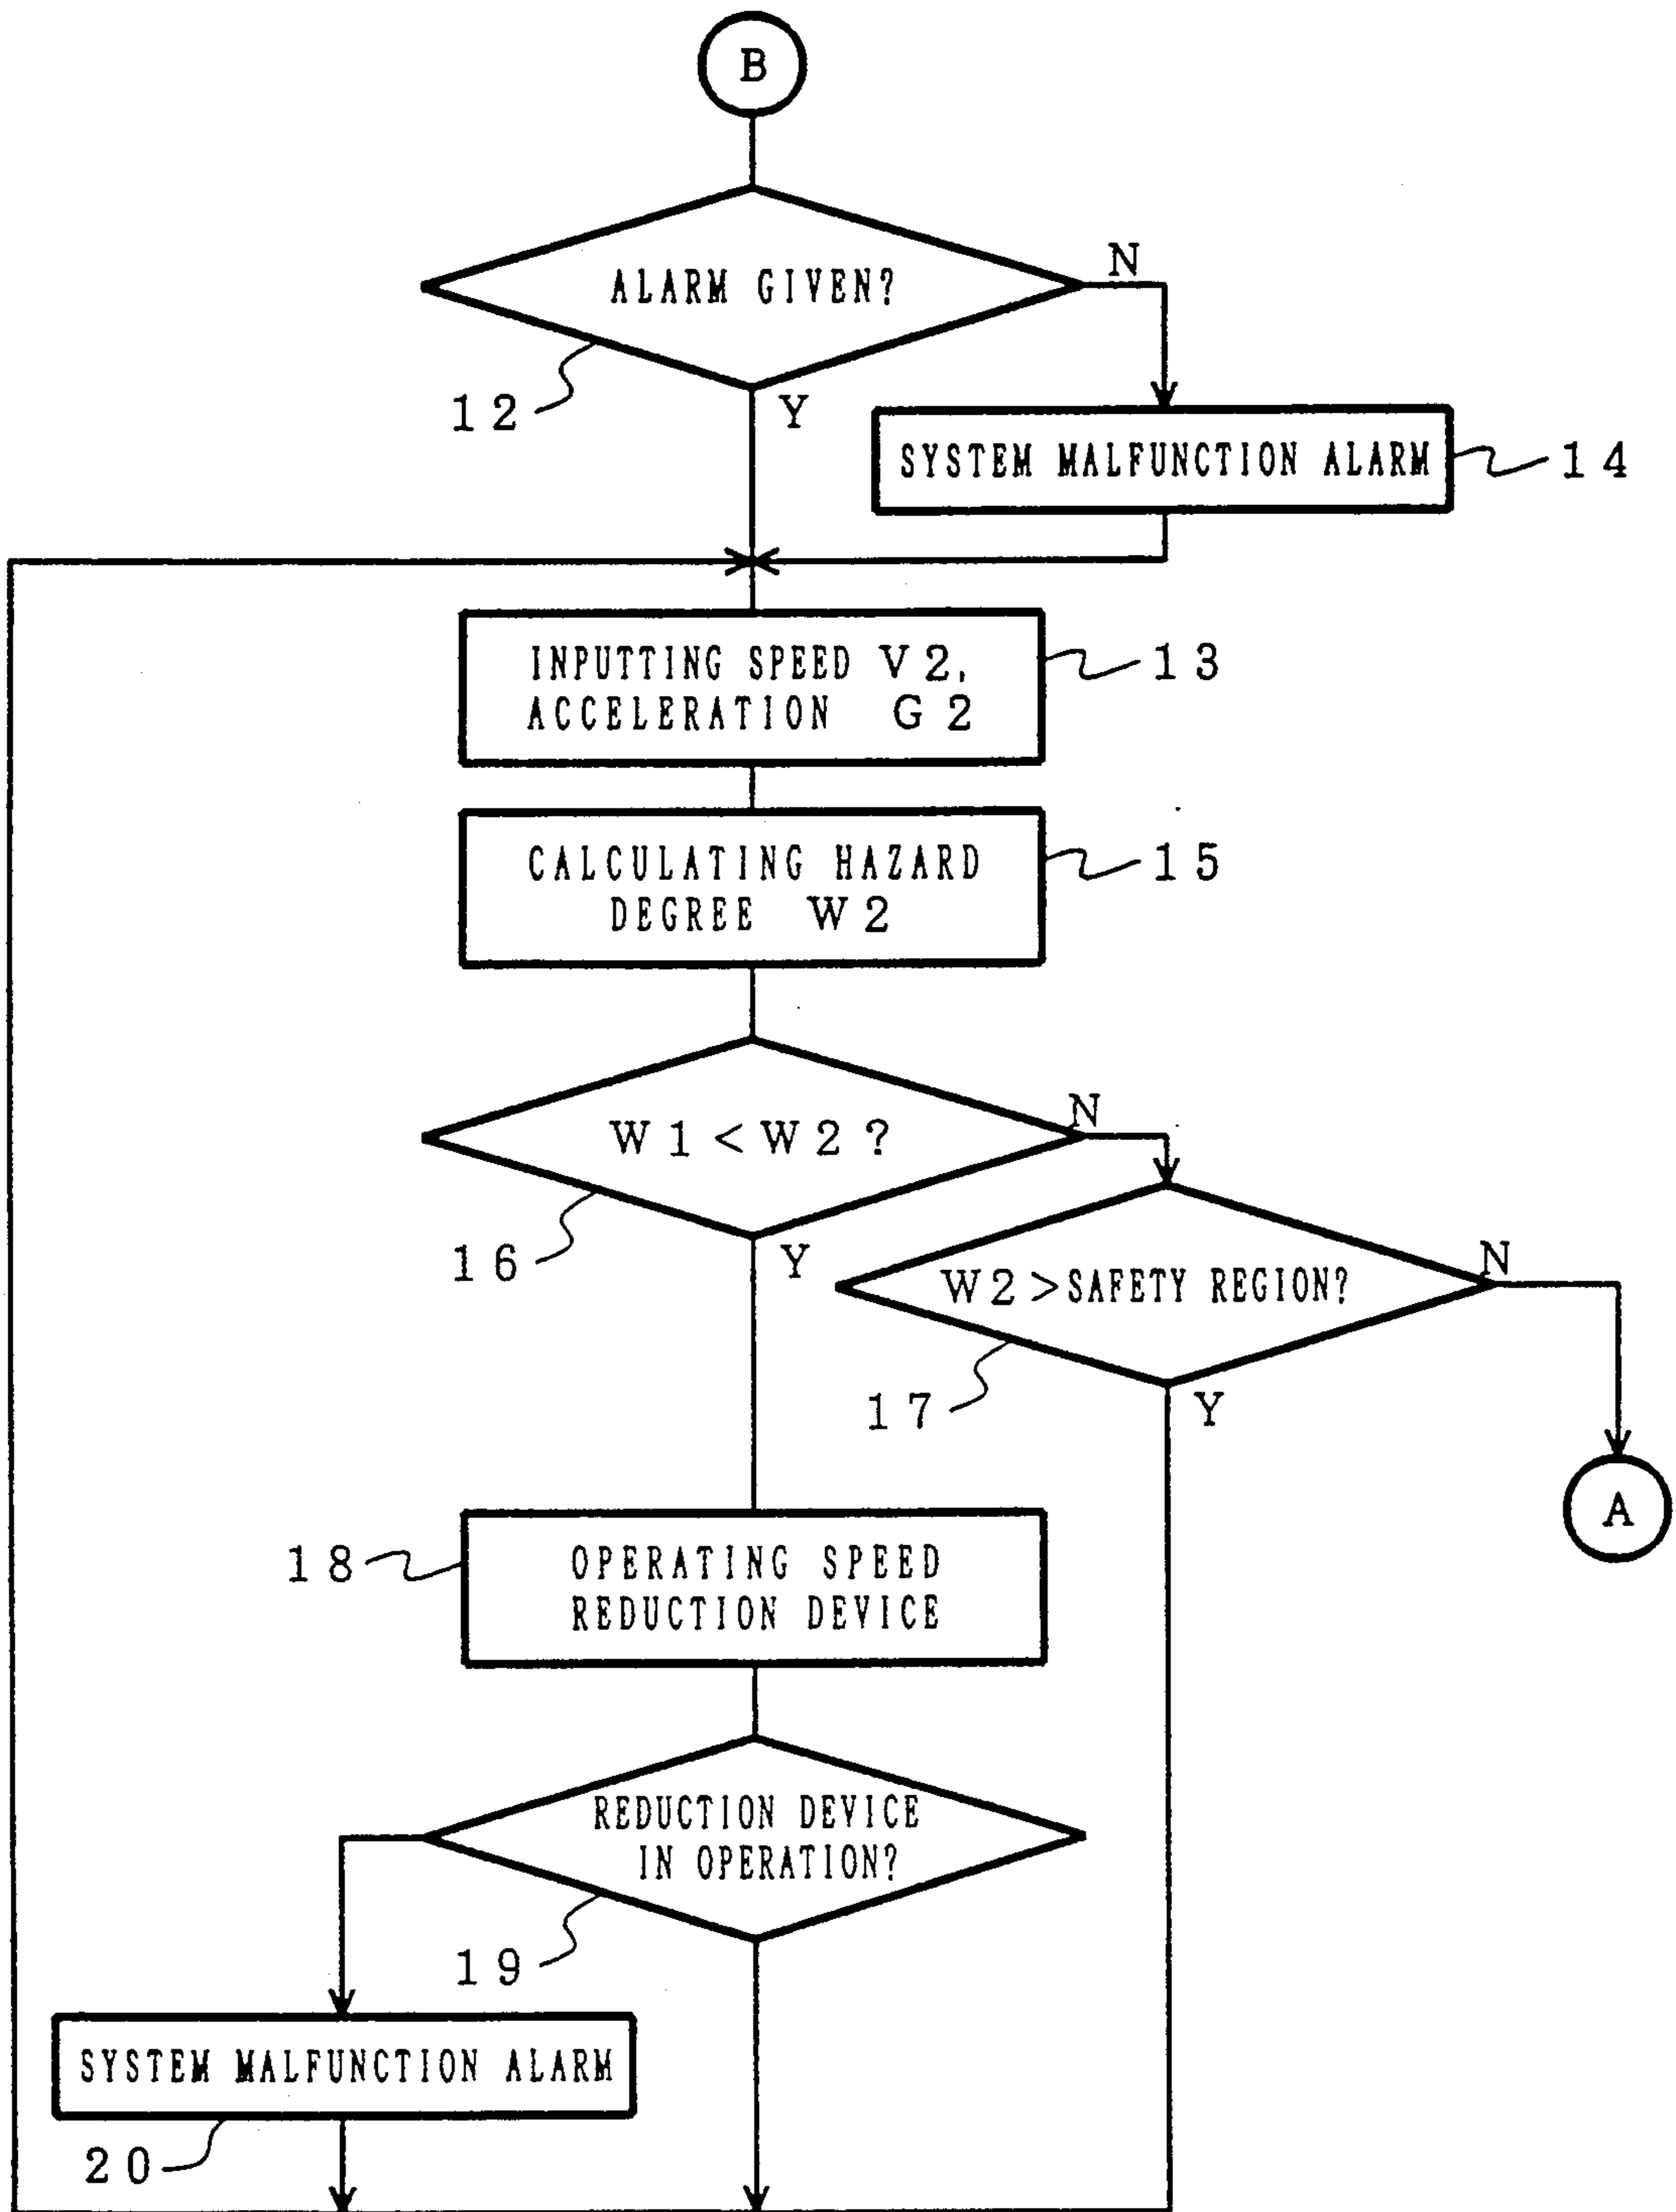 B
ALARM GIVEN?
N
12
Y
SYSTEM MALFUNCTION ALARM
14
INPUTTING SPEED V2,
ACCELERATION G2
13
CALCULATING HAZARD
DEGREE W2
15
W1<W2?
N
16
Y
W2>SAFETY REGION?
N
17
Y
A
18
OPERATING SPEED
REDUCTION DEVICE
REDUCTION DEVICE
IN OPERATION?
19
SYSTEM MALFUNCTION ALARM
20